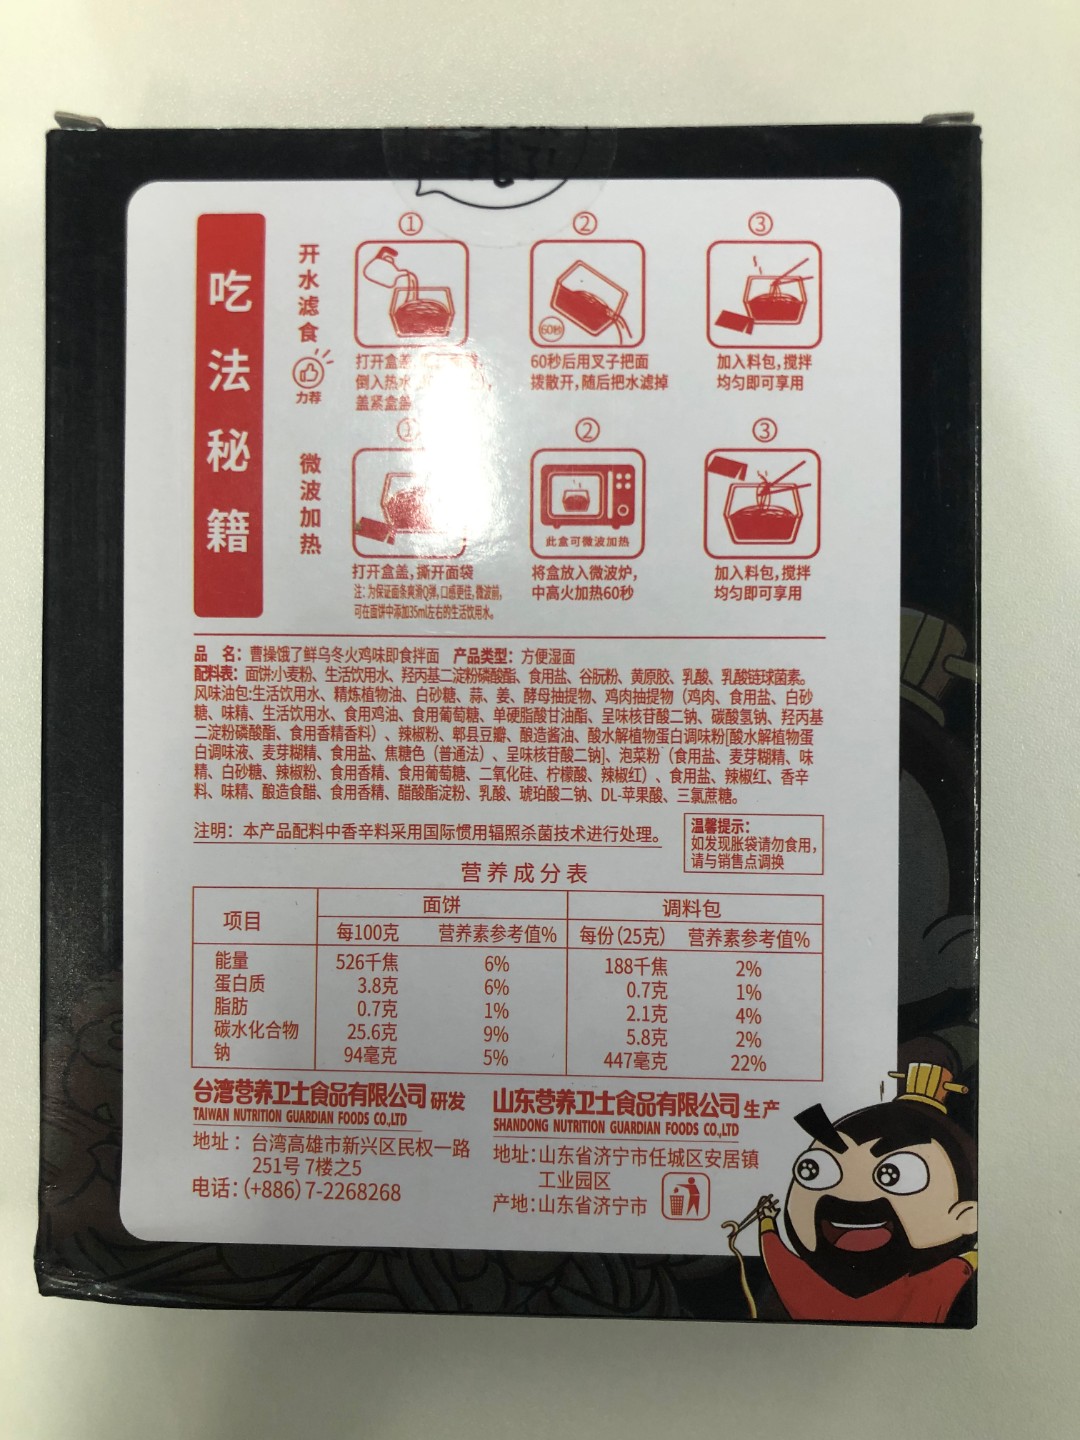 吃法秘籍
开水滤食
力荐
①
②
③
60秒
打开盒盖
倒入热水
盖紧盒盖
60秒后用叉子把面
拨散开,随后把水滤掉
加入料包,搅拌
均匀即可享用
微波加热
①
②
③
此盒可微波加热
打开盒盖,撕开面袋
注:为保证面条爽滑Q弹,口感更佳,微波前,
可在面饼中添加35ml左右的生活饮用水。
将盒放入微波炉,
中高火加热60秒
加入料包,搅拌
均匀即可享用
品 名：曹操饿了鲜乌冬火鸡味即食拌面 产品类型：方便湿面
配料表：面饼:小麦粉、生活饮用水、羟丙基二淀粉磷酸酯、食用盐、谷朊粉、黄原胶、乳酸、乳酸链球菌素。
风味油包:生活饮用水、精炼植物油、白砂糖、蒜、姜、酵母抽提物、鸡肉抽提物（鸡肉、食用盐、白砂
糖、味精、生活饮用水、食用鸡油、食用葡萄糖、单硬脂酸甘油酯、呈味核苷酸二钠、碳酸氢钠、羟丙基
二淀粉磷酸酯、食用香精香料）、辣椒粉、郫县豆瓣、酿造酱油、酸水解植物蛋白调味粉[酸水解植物蛋
白调味液、麦芽糊精、食用盐、焦糖色（普通法）、呈味核苷酸二钠]、泡菜粉（食用盐、麦芽糊精、味
精、白砂糖、辣椒粉、食用香精、食用葡萄糖、二氧化硅、柠檬酸、辣椒红）、食用盐、辣椒红、香辛
料、味精、酿造食醋、食用香精、醋酸酯淀粉、乳酸、琥珀酸二钠、DL-苹果酸、三氯蔗糖。
注明：本产品配料中香辛料采用国际惯用辐照杀菌技术进行处理。
温馨提示：
如发现胀袋请勿食用，
请与销售点调换
营养成分表
项目 面饼 调料包
每100克 营养素参考值% 每份(25克) 营养素参考值%
能量 526千焦 6% 188千焦 2%
蛋白质 3.8克 6% 0.7克 1%
脂肪 0.7克 1% 2.1克 4%
碳水化合物 25.6克 9% 5.8克 2%
钠 94毫克 5% 447毫克 22%
台湾营养卫士食品有限公司 研发
TAIWAN NUTRITION GUARDIAN FOODS CO.,LTD
地址：台湾高雄市新兴区民权一路
251号7楼之5
电话：(+886)7-2268268
山东营养卫士食品有限公司 生产
SHANDONG NUTRITION GUARDIAN FOODS CO.,LTD
地址：山东省济宁市任城区安居镇
工业园区
产地：山东省济宁市